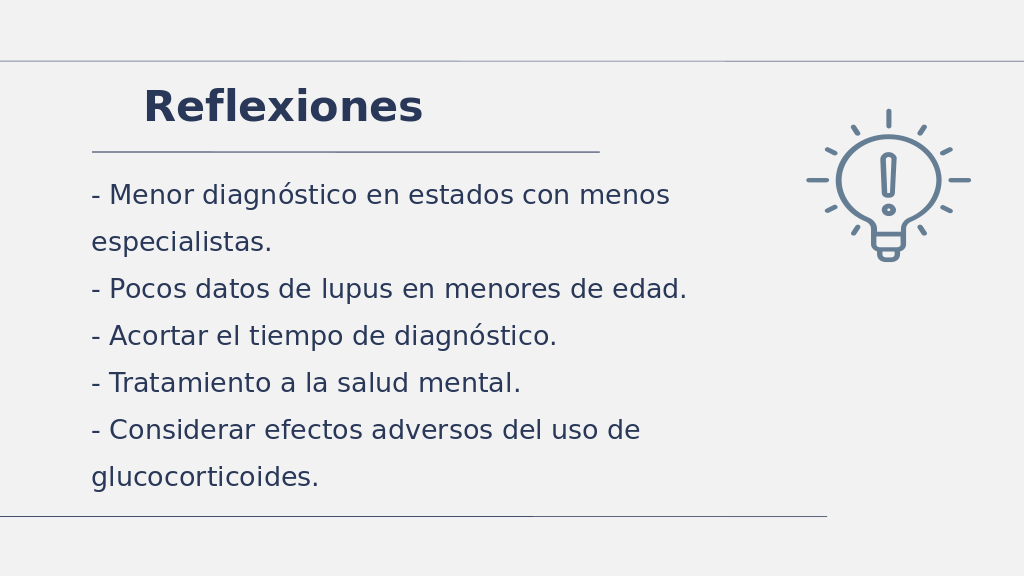 Reflexiones
- Menor diagnóstico en estados con menos
especialistas.
- Pocos datos de lupus en menores de edad.
- Acortar el tiempo de diagnóstico.
- Tratamiento a la salud mental.
- Considerar efectos adversos del uso de
glucocorticoides.